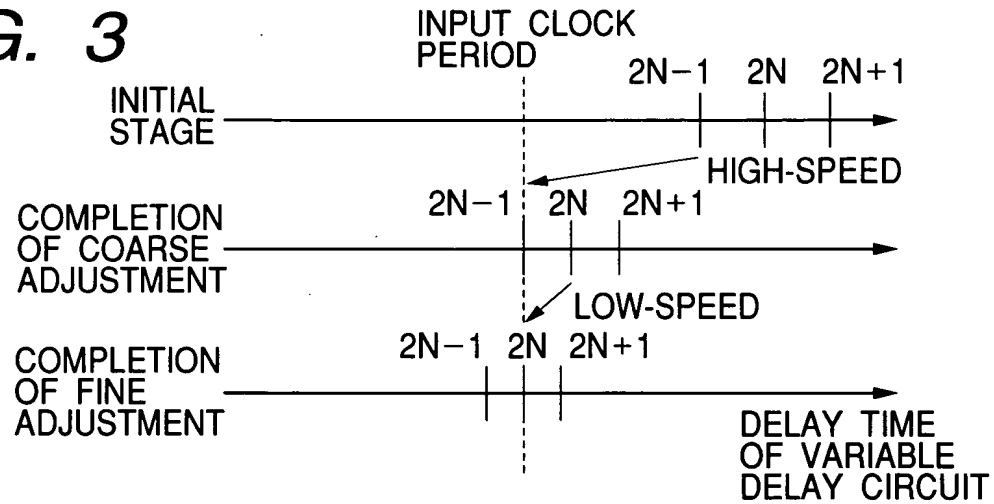 G. 3
INPUT CLOCK
PERIOD
2N-1 2N 2N+1
INITIAL
STAGE
HIGH-SPEED
2N-1 2N 2N+1
COMPLETION
OF COARSE
ADJUSTMENT
LOW-SPEED
2N-1 2N 2N+1
COMPLETION
OF FINE
ADJUSTMENT
DELAY TIME
OF VARIABLE
DELAY CIRCUIT